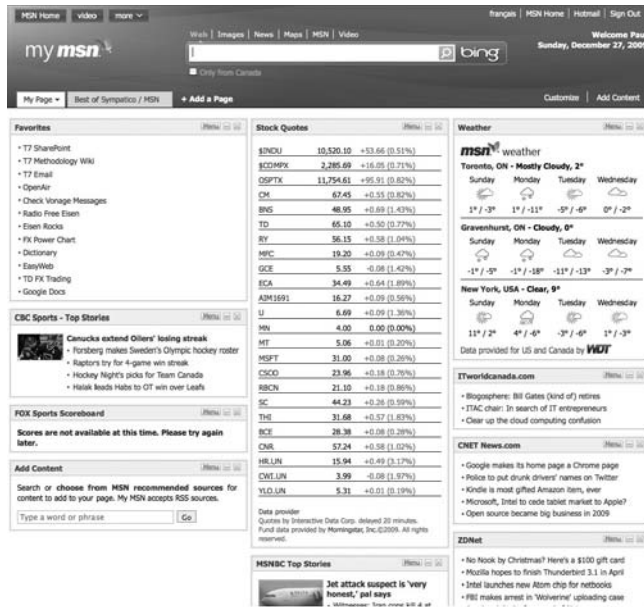 MSN Home video more
français MSN Home Hotmail Sign Out
Web Images News Maps MSN Video
Welcome Pau
Sunday, December 27, 2009
my msn
bing
Only from Canada
My Page Best of Sympatico / MSN + Add a Page
Customize Add Content
Favorites Menu
• T7 SharePoint
• T7 Methodology Wiki
• T7 Email
• OpenAir
• Check Vonage Messages
• Radio Free Eisen
• Eisen Rocks
• FX Power Chart
• Dictionary
• EasyWeb
• TD FX Trading
• Google Docs
CBC Sports - Top Stories Menu
Canucks extend Oilers' losing streak
• Forsberg makes Sweden's Olympic hockey roster
• Raptors try for 4-game win streak
• Hockey Night's picks for Team Canada
• Halak leads Habs to OT win over Leafs
FOX Sports Scoreboard Menu
Scores are not available at this time. Please try again
later.
Add Content Menu
Search or choose from MSN recommended sources for
content to add to your page. My MSN accepts RSS sources.
Type a word or phrase Go
Stock Quotes Menu
$INDU 10,520.10 +53.66 (0.51%)
$COMPX 2,285.69 +16.05 (0.71%)
OSPTX 11,754.61 +95.91 (0.82%)
CM 67.45 +0.55 (0.82%)
BNS 48.95 +0.69 (1.43%)
TD 65.10 +0.50 (0.77%)
RY 56.15 +0.58 (1.04%)
MFC 19.20 +0.09 (0.47%)
GCE 5.55 -0.08 (1.42%)
ECA 34.49 +0.64 (1.89%)
AIM1691 16.27 +0.09 (0.56%)
U 6.69 +0.09 (1.36%)
MN 4.00 0.00 (0.00%)
MT 5.06 +0.01 (0.20%)
MSFT 31.00 +0.08 (0.26%)
CSCO 23.96 +0.18 (0.76%)
RBCN 21.10 +0.18 (0.86%)
SC 44.23 +0.26 (0.59%)
THI 31.68 +0.57 (1.83%)
BCE 28.38 +0.08 (0.28%)
CNR 57.24 +0.58 (1.02%)
HR.UN 15.94 +0.49 (3.17%)
CWI.UN 3.99 -0.08 (1.97%)
YLO.UN 5.31 +0.01 (0.19%)
Data provider
Quotes by Interactive Data Corp. delayed 20 minutes.
Fund data provided by Morningstar, Inc.©2009. All rights
reserved.
MSNBC Top Stories Menu
Jet attack suspect is 'very
honest,' pal says
• Witnesses: Iran cops kill 4 at
Weather Menu
msn weather
Toronto, ON - Mostly Cloudy, 2°
Sunday Monday Tuesday Wednesday
1° / -3° 1° / -11° -5° / -6° 0° / -2°
Gravenhurst, ON - Cloudy, 0°
Sunday Monday Tuesday Wednesday
-1° / -5° -1° / -18° -11° / -13° -3° / -7°
New York, USA - Clear, 9°
Sunday Monday Tuesday Wednesday
11° / 2° 4° / -6° -3° / -6° 1° / -3°
Data provided for US and Canada by WDT
ITworldcanada.com Menu
• Blogosphere: Bill Gates (kind of) retires
• ITAC chair: In search of IT entrepreneurs
• Clear up the cloud computing confusion
CNET News.com Menu
• Google makes its home page a Chrome page
• Police to put drunk drivers' names on Twitter
• Kindle is most gifted Amazon item, ever
• Microsoft, Intel to cede tablet market to Apple?
• Open source became big business in 2009
ZDNet Menu
• No Nook by Christmas? Here's a $100 gift card
• Mozilla hopes to finish Thunderbird 3.1 in April
• Intel launches new Atom chip for netbooks
• FBI makes arrest in 'Wolverine' uploading case